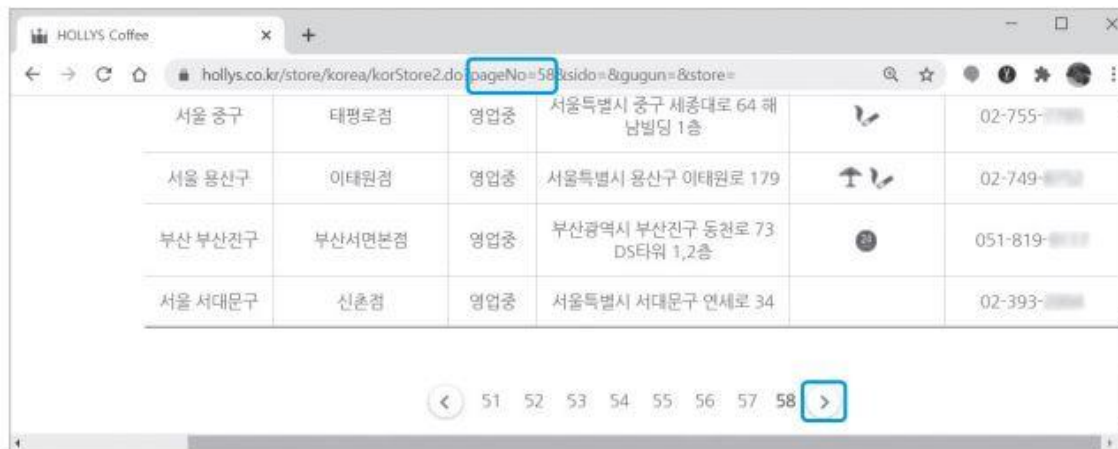 HOLLYS Coffee
hollys.co.kr/store/korea/korStore2.do?pageNo=58&sido=&gugun=&store=
서울 중구 태평로점 영업중 서울특별시 중구 세종대로 64 해남빌딩 1층 02-755-
서울 용산구 이태원점 영업중 서울특별시 용산구 이태원로 179 02-749-
부산 부산진구 부산서면본점 영업중 부산광역시 부산진구 동천로 73 DS타워 1,2층 051-819-
서울 서대문구 신촌점 영업중 서울특별시 서대문구 연세로 34 02-393-
51 52 53 54 55 56 57 58